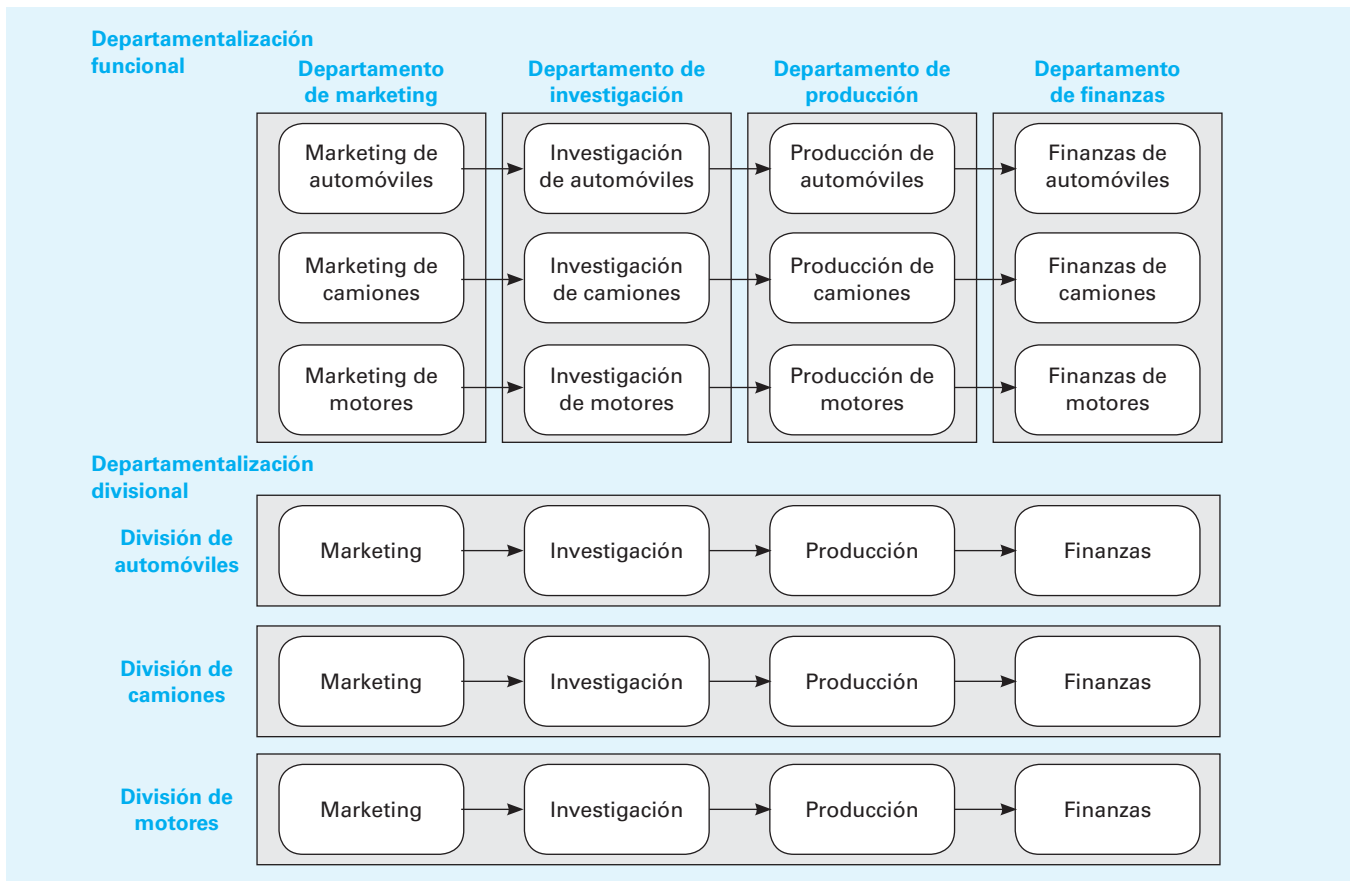 Departamentalización
funcional
Departamento
de marketing
Departamento de
investigación
Departamento de
producción
Departamento
de finanzas
Marketing de
automóviles
Investigación
de automóviles
Producción de
automóviles
Finanzas de
automóviles
Marketing de
camiones
Investigación
de camiones
Producción de
camiones
Finanzas de
camiones
Marketing de
motores
Investigación
de motores
Producción de
motores
Finanzas de
motores
Departamentalización
divisional
División de
automóviles
Marketing
Investigación
Producción
Finanzas
División de
camiones
Marketing
Investigación
Producción
Finanzas
División de
motores
Marketing
Investigación
Producción
Finanzas